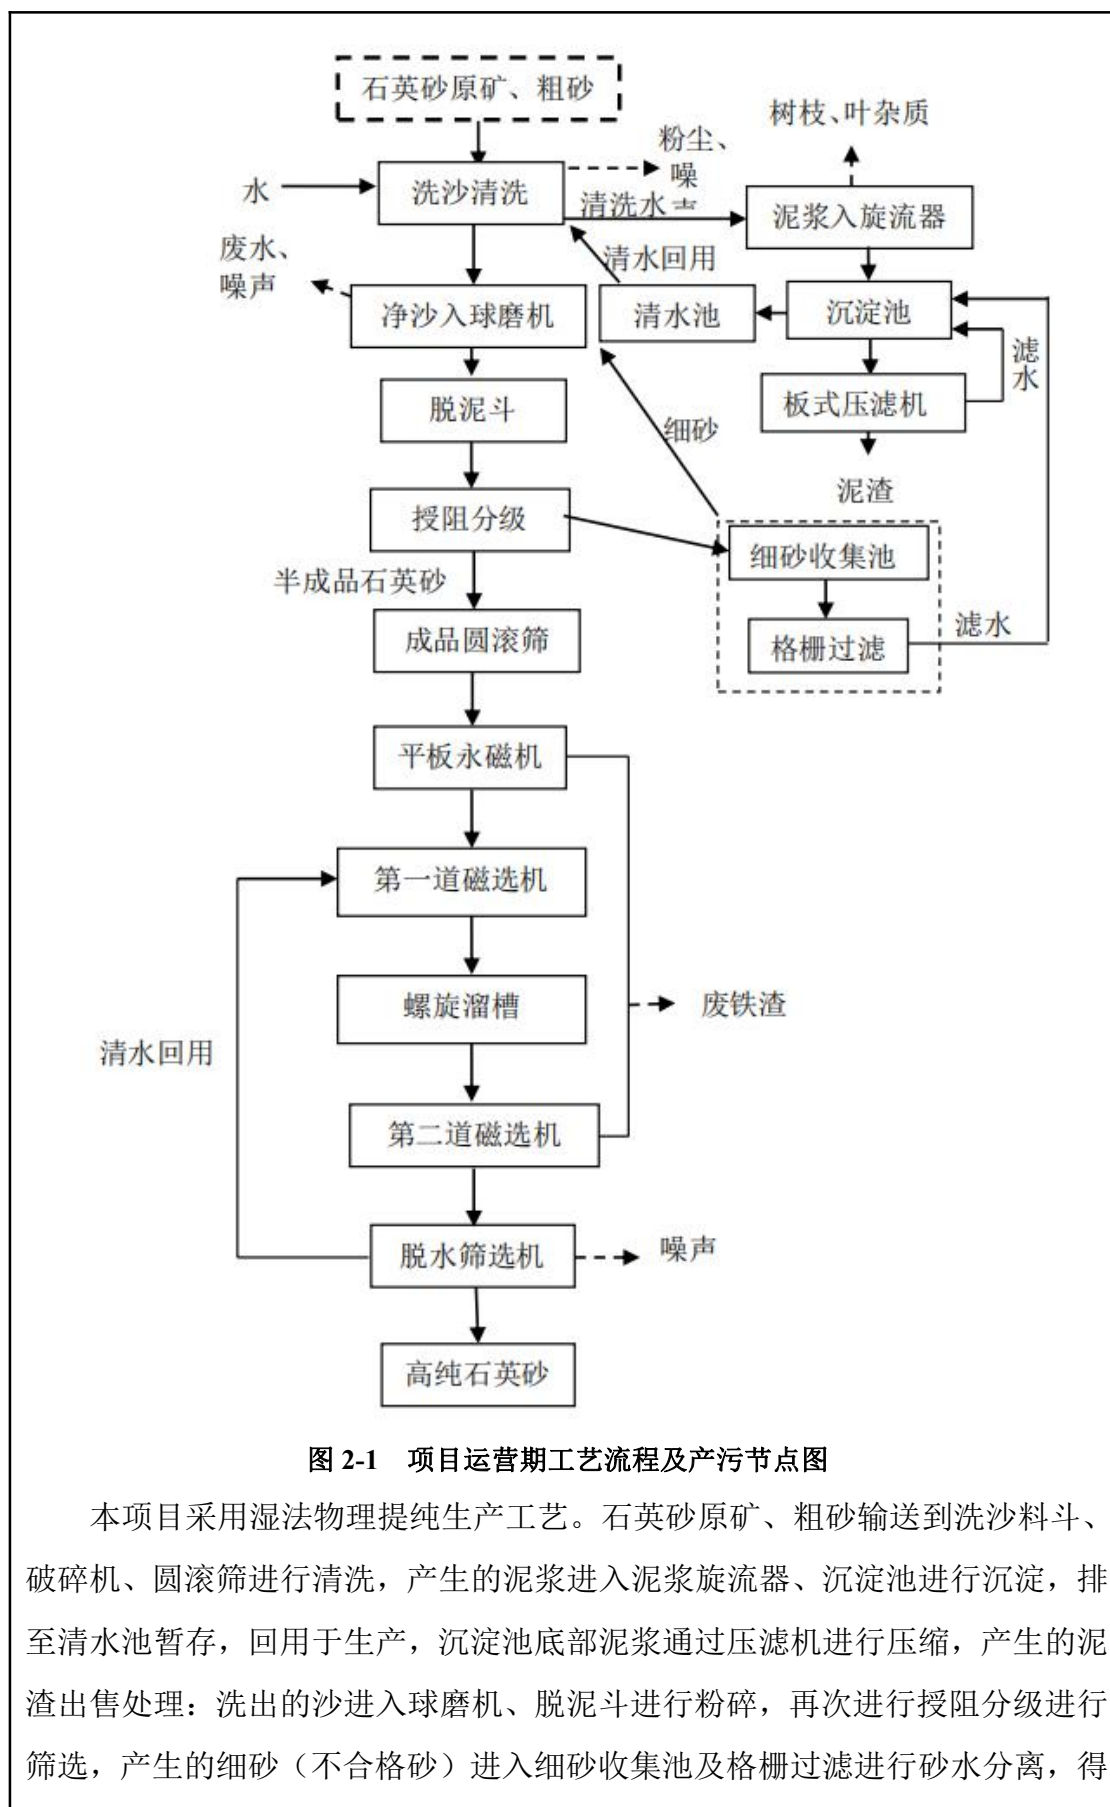 石英砂原矿、粗砂
树枝、叶杂质
粉尘、
噪
声
水
洗沙清洗
清洗水
泥浆入旋流器
废水、
噪声
清水回用
净沙入球磨机
清水池
沉淀池
滤
水
脱泥斗
板式压滤机
细砂
泥渣
授阻分级
细砂收集池
半成品石英砂
成品圆滚筛
格栅过滤
滤水
平板永磁机
第一道磁选机
螺旋溜槽
废铁渣
清水回用
第二道磁选机
脱水筛选机
噪声
高纯石英砂
图 2-1 项目运营期工艺流程及产污节点图
本项目采用湿法物理提纯生产工艺。石英砂原矿、粗砂输送到洗沙料斗、
破碎机、圆滚筛进行清洗，产生的泥浆进入泥浆旋流器、沉淀池进行沉淀，排
至清水池暂存，回用于生产，沉淀池底部泥浆通过压滤机进行压缩，产生的泥
渣出售处理：洗出的沙进入球磨机、脱泥斗进行粉碎，再次进行授阻分级进行
筛选，产生的细砂（不合格砂）进入细砂收集池及格栅过滤进行砂水分离，得